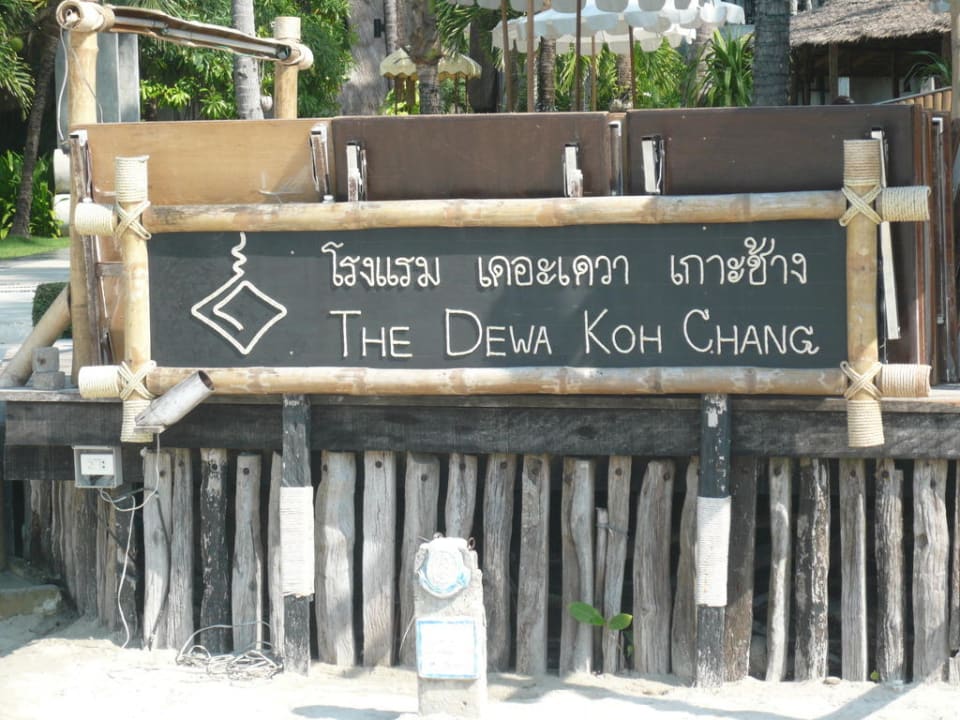 โรงแรม เดอะเดวา เกาะช้าง
THE DEWA KOH CHANG